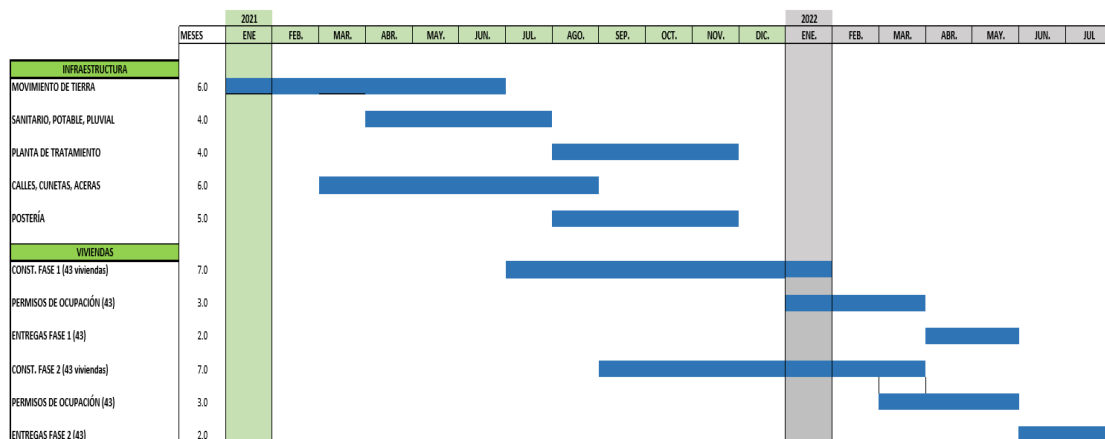 2021 2022
MESES ENE FEB. MAR. ABR. MAY. JUN. JUL. AGO. SEP. OCT. NOV. DIC. ENE. FEB. MAR. ABR. MAY. JUN. JUL
INFRAESTRUCTURA
MOVIMIENTO DE TIERRA 6.0
SANITARIO, POTABLE, PLUVIAL 4.0
PLANTA DE TRATAMIENTO 4.0
CALLES, CUNETAS, ACERAS 6.0
POSTERÍA 5.0
VIVIENDAS
CONST. FASE 1 (43 viviendas) 7.0
PERMISOS DE OCUPACIÓN (43) 3.0
ENTREGAS FASE 1 (43) 2.0
CONST. FASE 2 (43 viviendas) 7.0
PERMISOS DE OCUPACIÓN (43) 3.0
ENTREGAS FASE 2 (43) 2.0